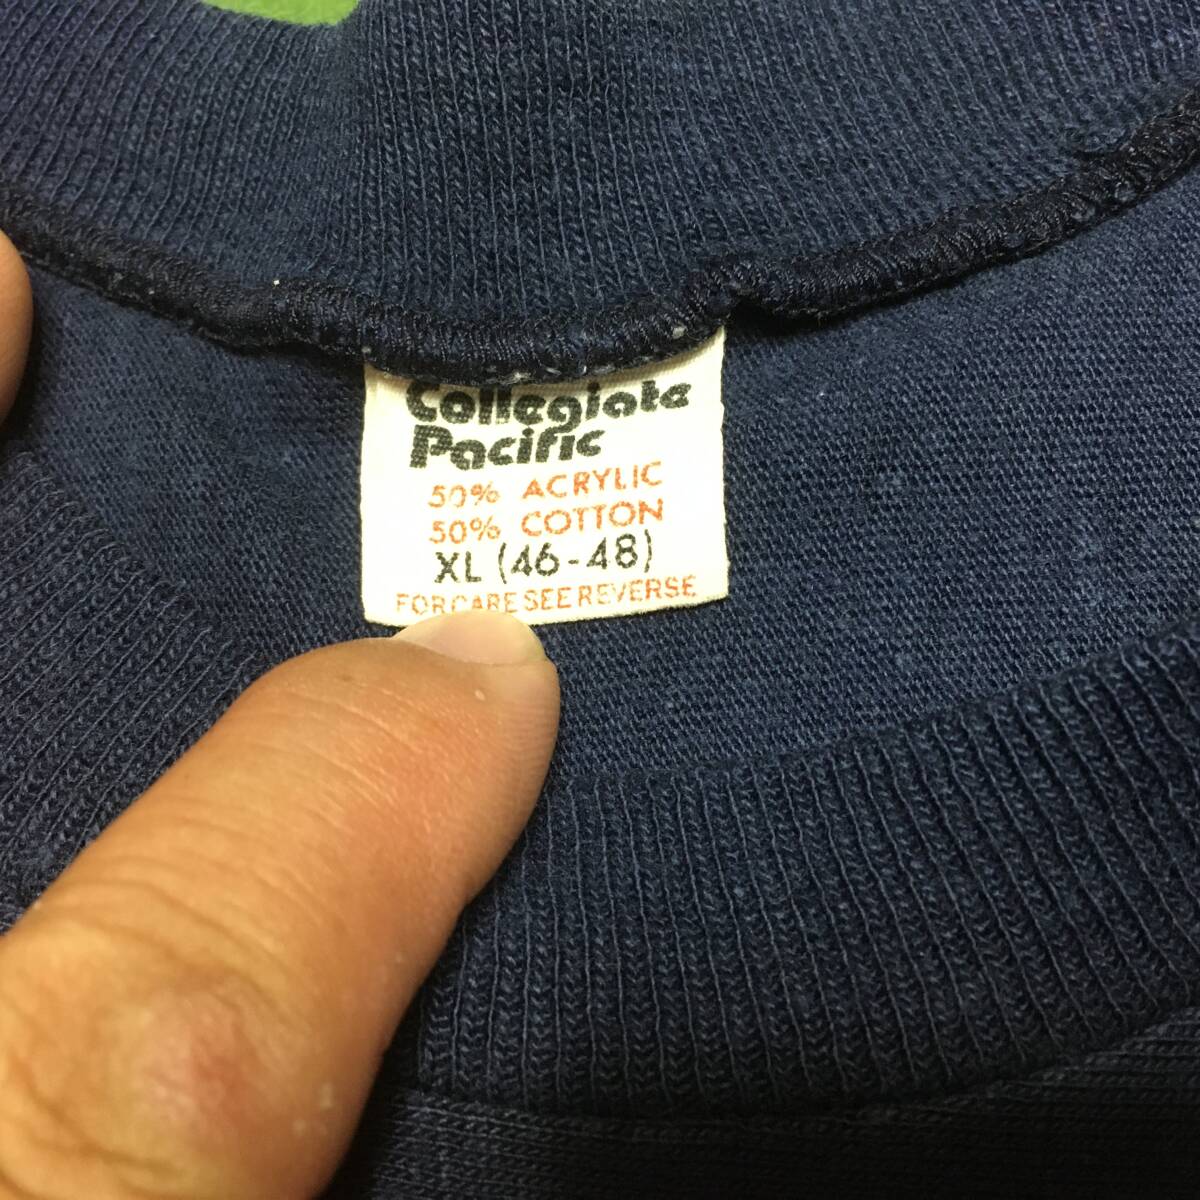 Collegiate
Pacific
50% ACRYLIC
50% COTTON
XL (46-48)
FOR CARE SEE REVERSE